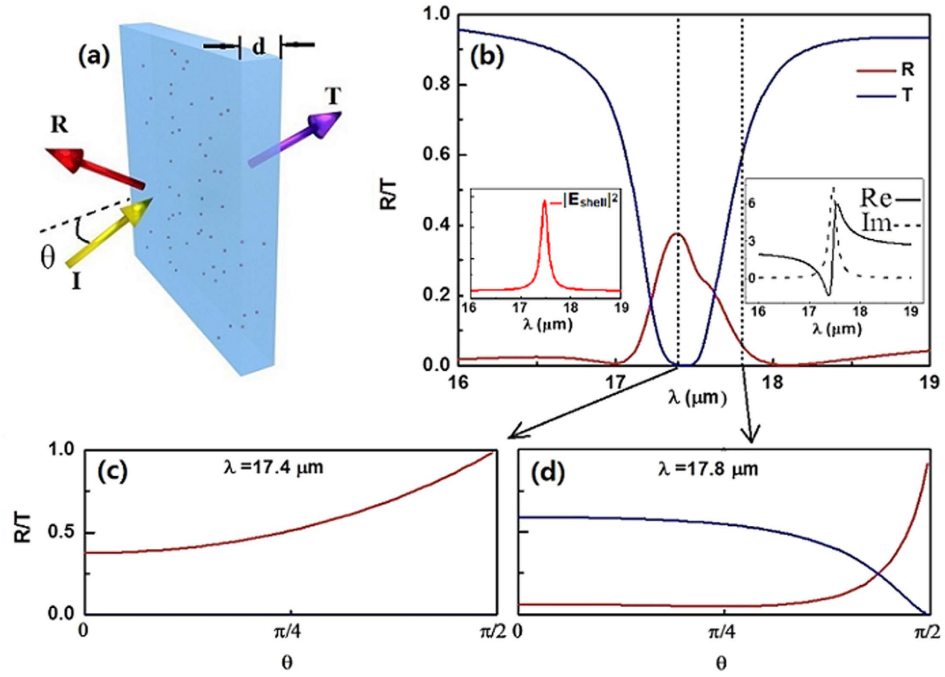 (a)
d
R
T
θ
I
(b)
R/T
1.0
0.8
0.6
0.4
0.2
0.0
R
T
|E_shell|²
16 17 18 19
λ (μm)
Re
Im
6
3
0
16 17 18 19
λ (μm)
16 17 18 19
λ (μm)
(c)
λ =17.4 μm
R/T
1.0
0.5
0.0
0 π/4 π/2
θ
(d)
λ =17.8 μm
0 π/4 π/2
θ